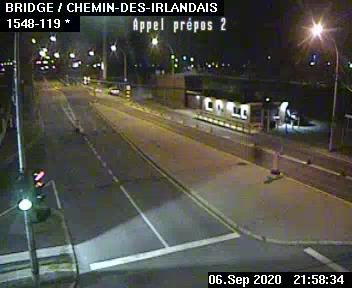 BRIDGE / CHEMIN-DES-IRLANDAIS
1548-119 *
Appel prépos 2
06.Sep 2020 21:58:34